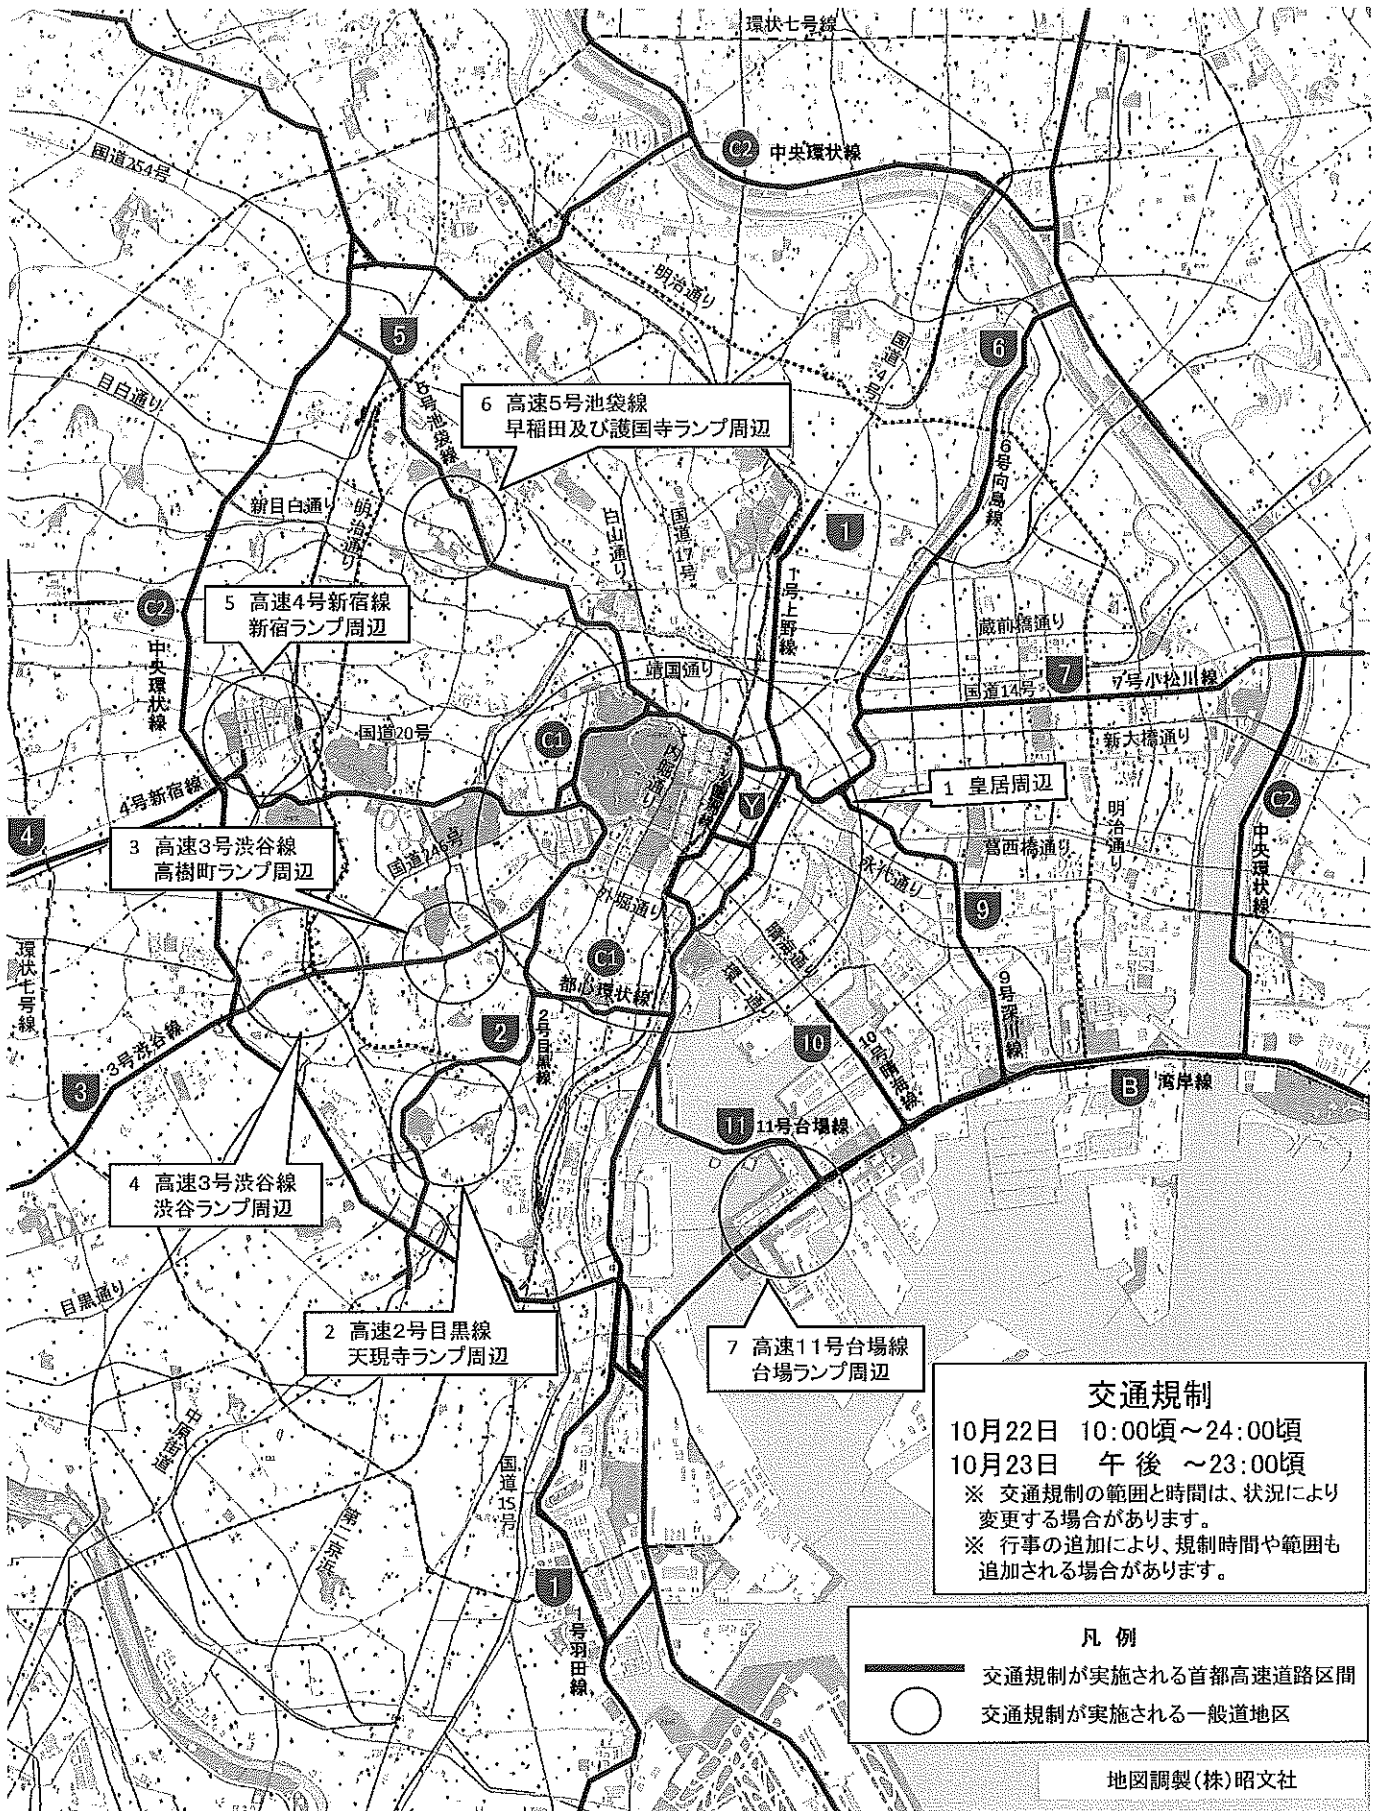 環状七号線
C2 中央環状線
国道254号
明治通り
5
6
国道4号
目白通り
5号池袋線
6 高速5号池袋線
早稲田及び護国寺ランプ周辺
6号向島線
新目白通り
明治通り
白山通り
国道17号
1
1号上野線
C2
中央環状線
5 高速4号新宿線
新宿ランプ周辺
蔵前橋通り
靖国通り
7
国道14号
7号小松川線
国道20号
C1
内堀通り
新大橋通り
4号新宿線
Y
1 皇居周辺
C2
中央環状線
4
3 高速3号渋谷線
高樹町ランプ周辺
国道246号
葛西橋通り
明治通り
永代通り
外堀通り
9
環状七号線
晴海通り
環二通り
C1
都心環状線
9号深川線
3号渋谷線
2
2号目黒線
10
10号晴海線
3
B 湾岸線
11 11号台場線
4 高速3号渋谷線
渋谷ランプ周辺
目黒通り
2 高速2号目黒線
天現寺ランプ周辺
7 高速11号台場線
台場ランプ周辺
中原街道
国道15号
第二京浜
1
1号羽田線
交通規制
10月22日 10:00頃～24:00頃
10月23日 午後 ～23:00頃
※ 交通規制の範囲と時間は、状況により
変更する場合があります。
※ 行事の追加により、規制時間や範囲も
追加される場合があります。
凡例
交通規制が実施される首都高速道路区間
交通規制が実施される一般道地区
地図調製(株)昭文社